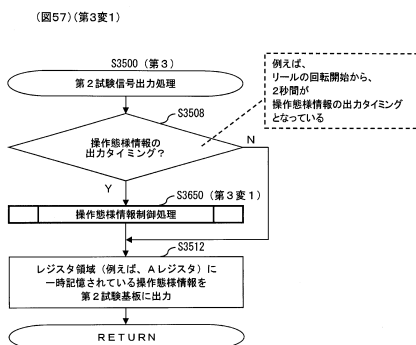 (図57)(第3変1)
S3500(第3)
第2試験信号出力処理
例えば、
リールの回転開始から、
2秒間が
操作態様情報の出力タイミング
となっている
S3508
操作態様情報の
出力タイミング?
N
Y
S3650(第3変1)
操作態様情報制御処理
S3512
レジスタ領域(例えば、Aレジスタ)に
一時記憶されている操作態様情報を
第2試験基板に出力
RETURN